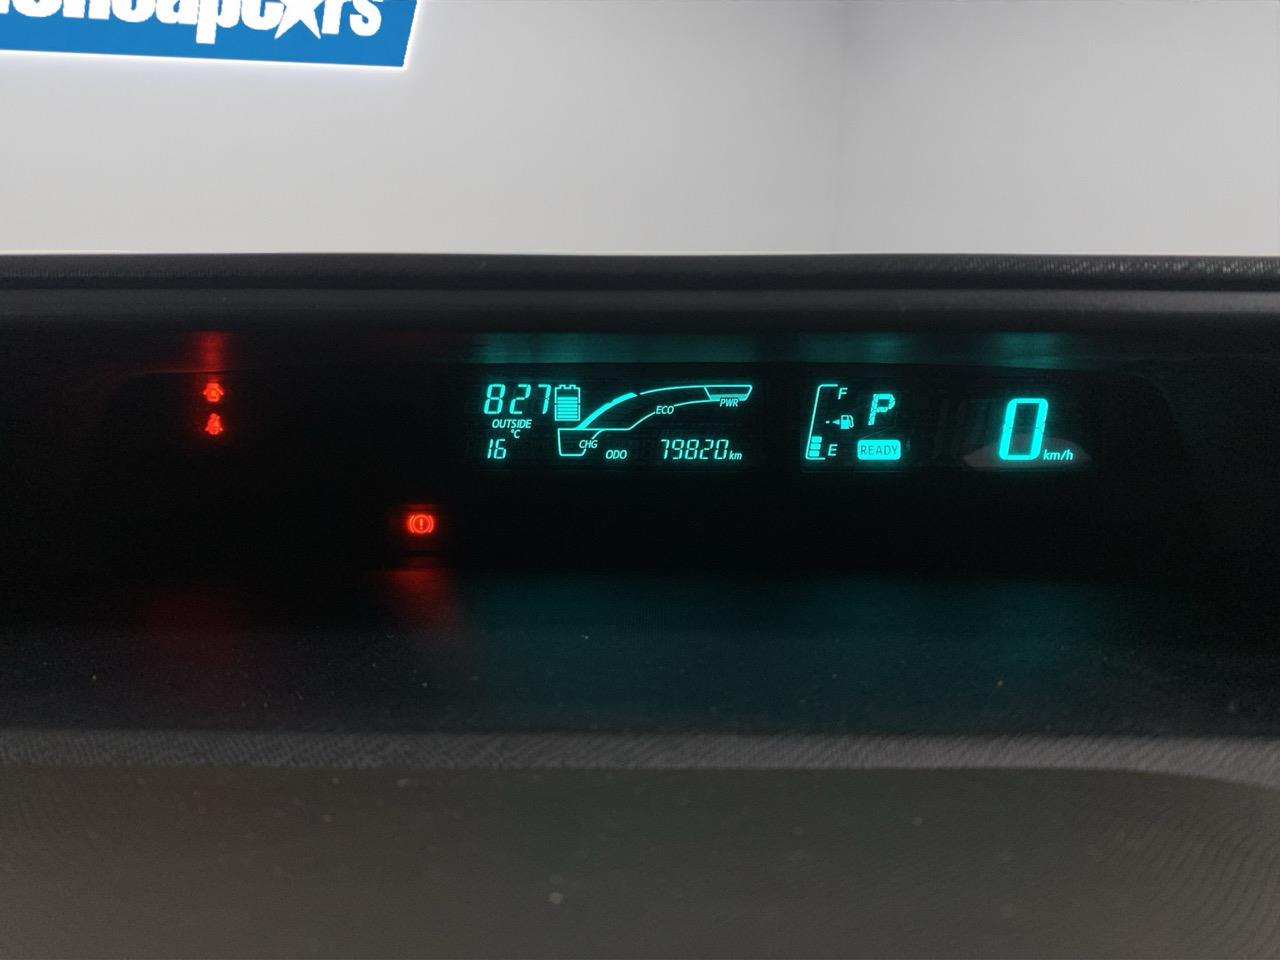 827
OUTSIDE
°C
16
ECO
PWR
CHG
ODO
79820 km
F
E
P
READY
0 km/h